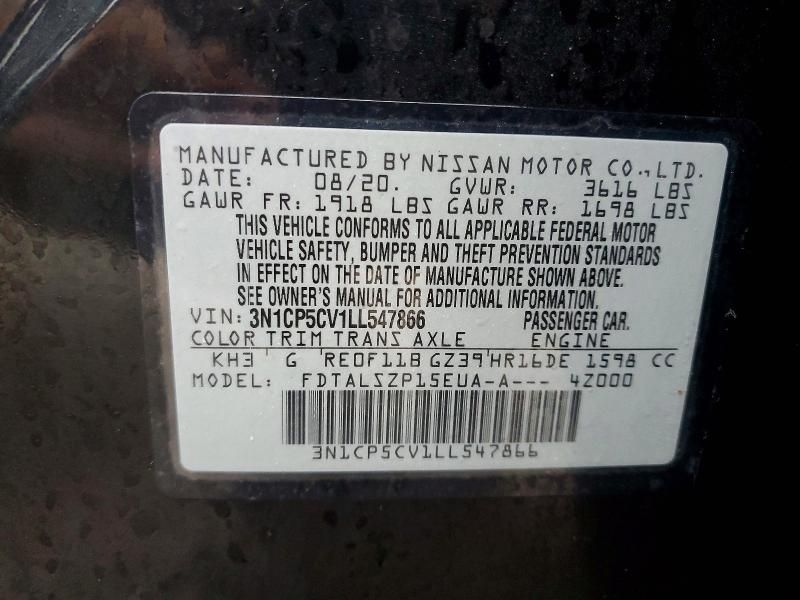 MANUFACTURED BY NISSAN MOTOR CO.,LTD.
DATE: 08/20. GVWR: 3616 LBS
GAWR FR: 1918 LBS GAWR RR: 1698 LBS
THIS VEHICLE CONFORMS TO ALL APPLICABLE FEDERAL MOTOR
VEHICLE SAFETY, BUMPER AND THEFT PREVENTION STANDARDS
IN EFFECT ON THE DATE OF MANUFACTURE SHOWN ABOVE.
SEE OWNER'S MANUAL FOR ADDITIONAL INFORMATION.
VIN: 3N1CP5CV1LL547866 PASSENGER CAR.
COLOR TRIM TRANS AXLE ENGINE
KH3 G RE0F11B GZ39 HR16DE 1598 CC
MODEL: FDTALSZP15EUA-A--- 4Z000
3N1CP5CV1LL547866